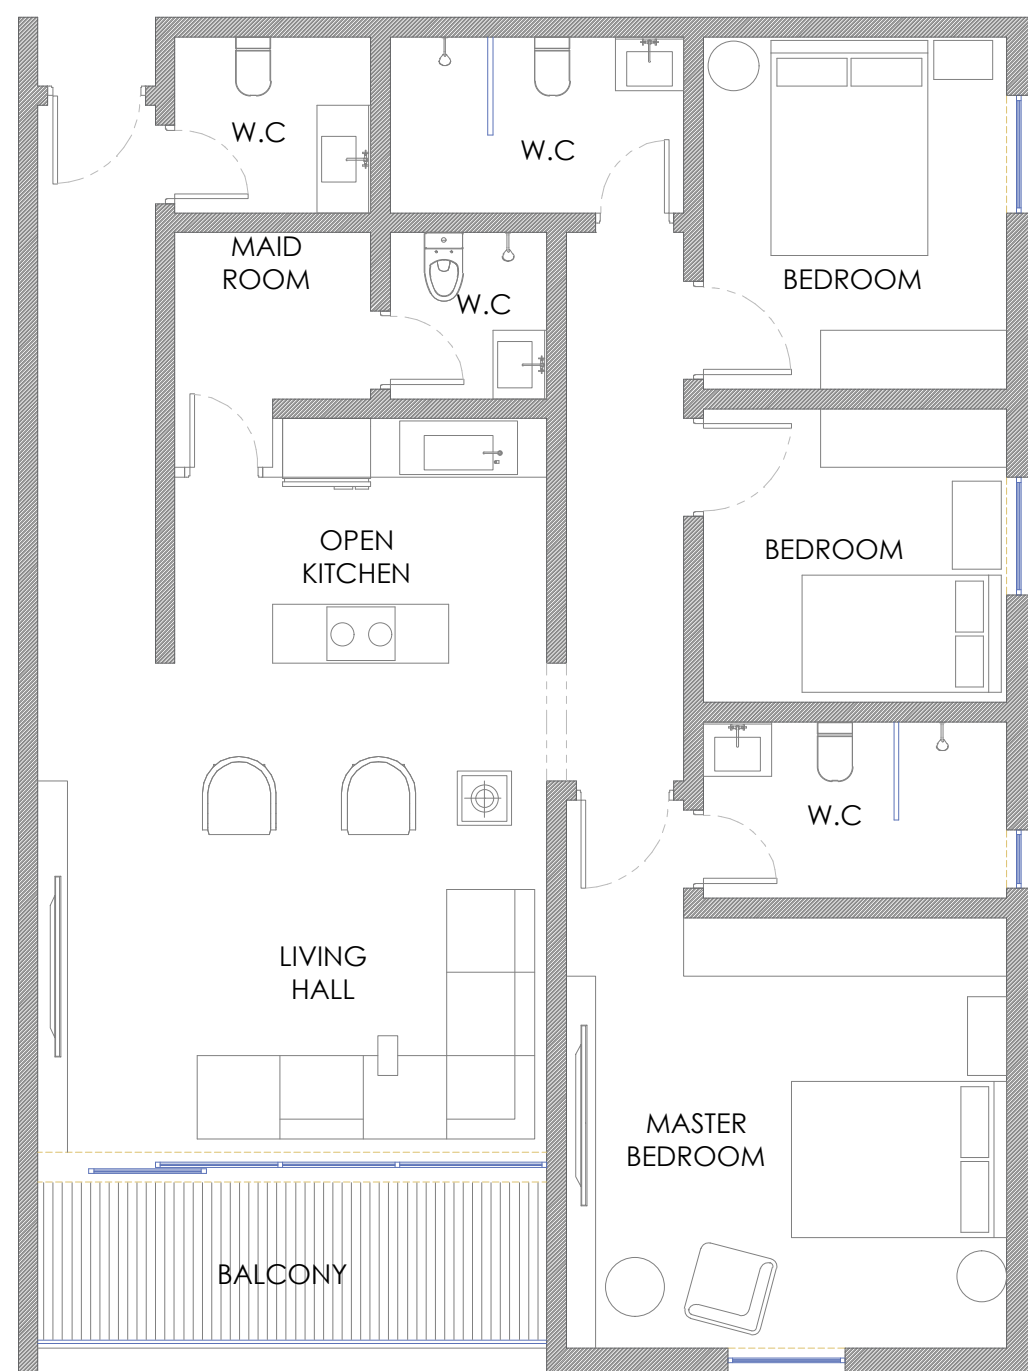 W.C
W.C
MAID
ROOM
W.C
BEDROOM
OPEN
KITCHEN
BEDROOM
W.C
LIVING
HALL
MASTER
BEDROOM
BALCONY